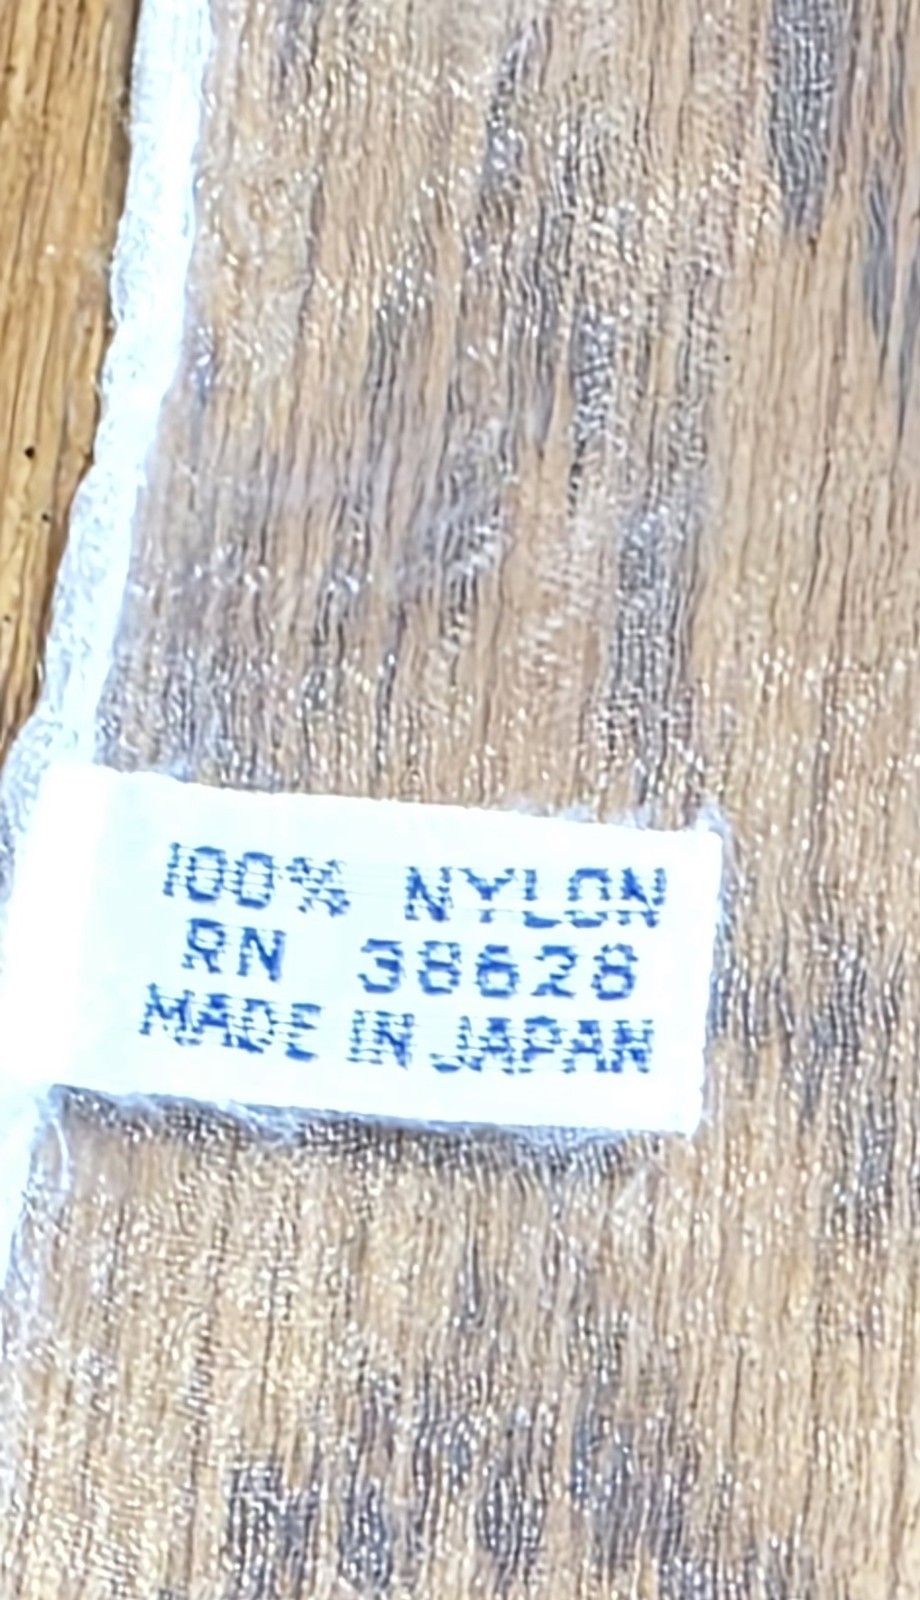 100% NYLON
RN 38628
MADE IN JAPAN